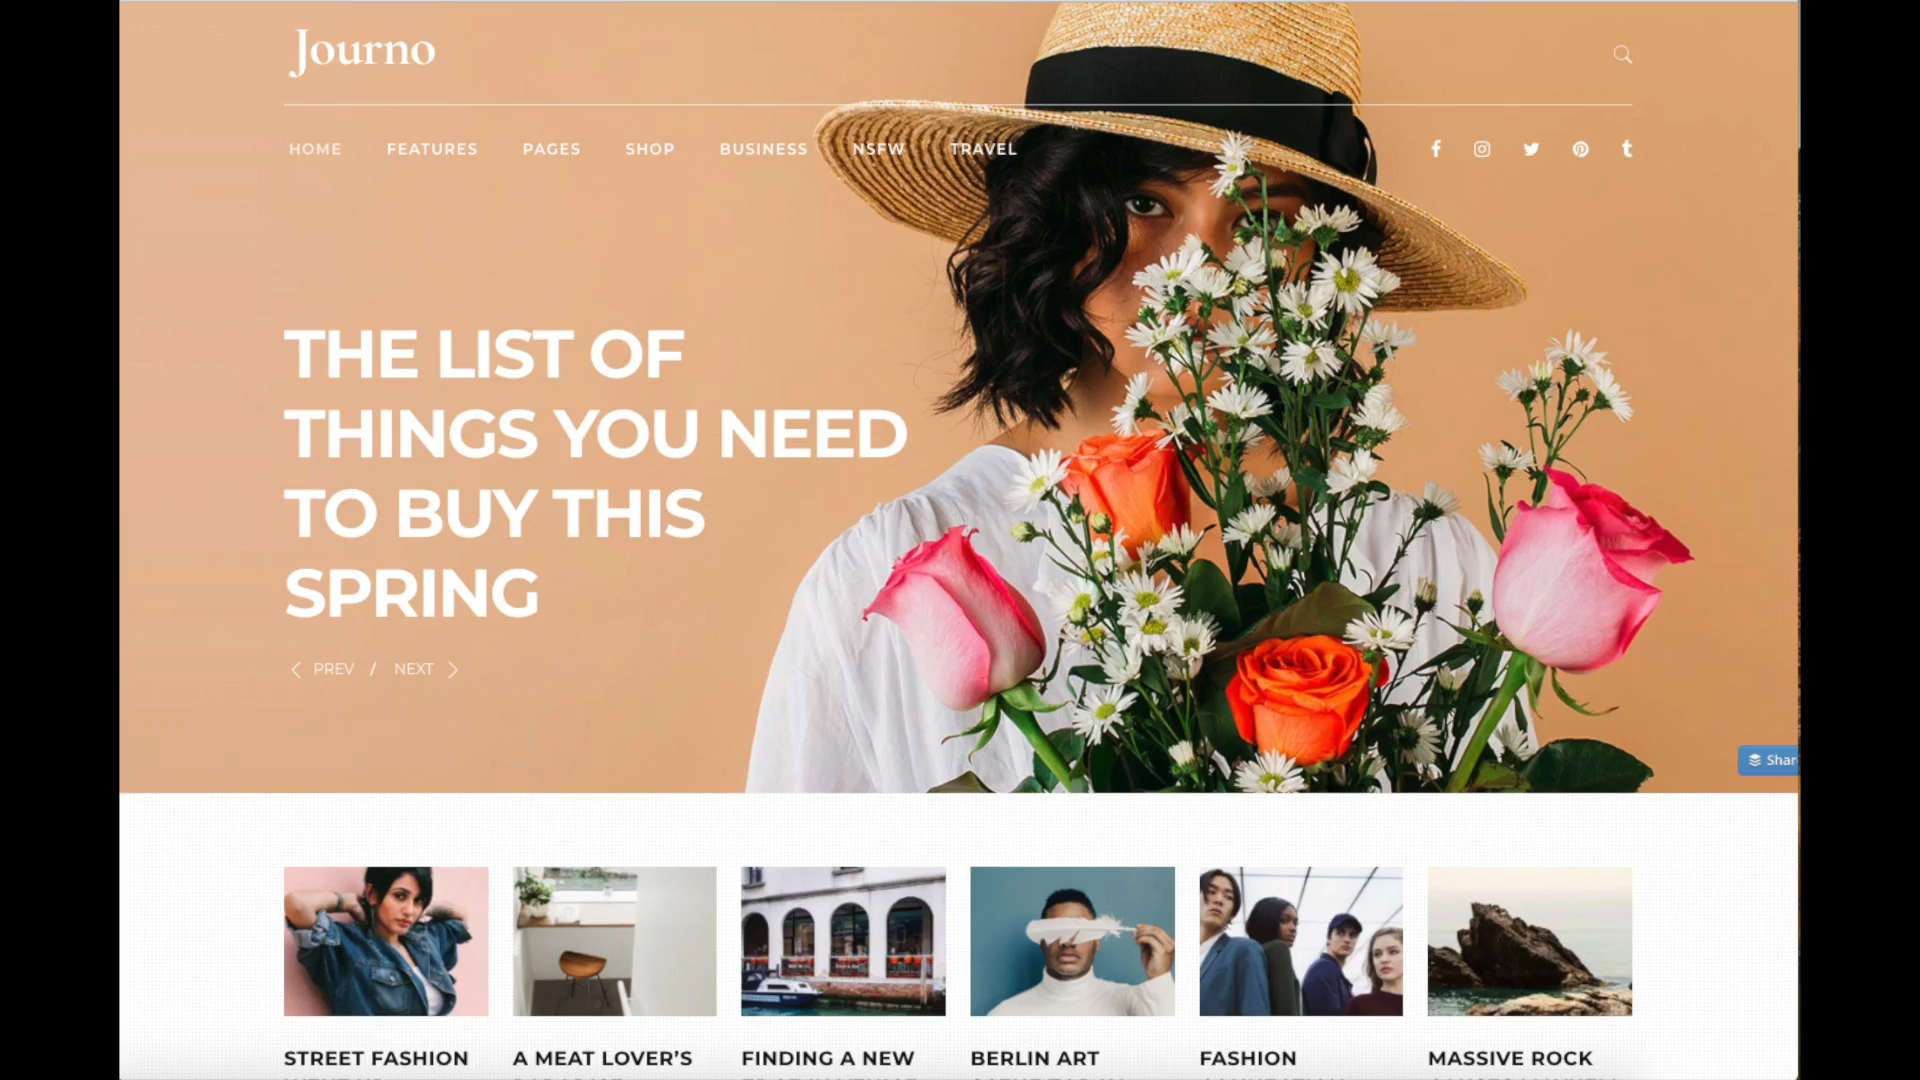 Journo
HOME FEATURES PAGES SHOP BUSINESS NSFW TRAVEL
THE LIST OF
THINGS YOU NEED
TO BUY THIS
SPRING
PREV / NEXT
Shar
STREET FASHION
A MEAT LOVER’S
FINDING A NEW
BERLIN ART
FASHION
MASSIVE ROCK